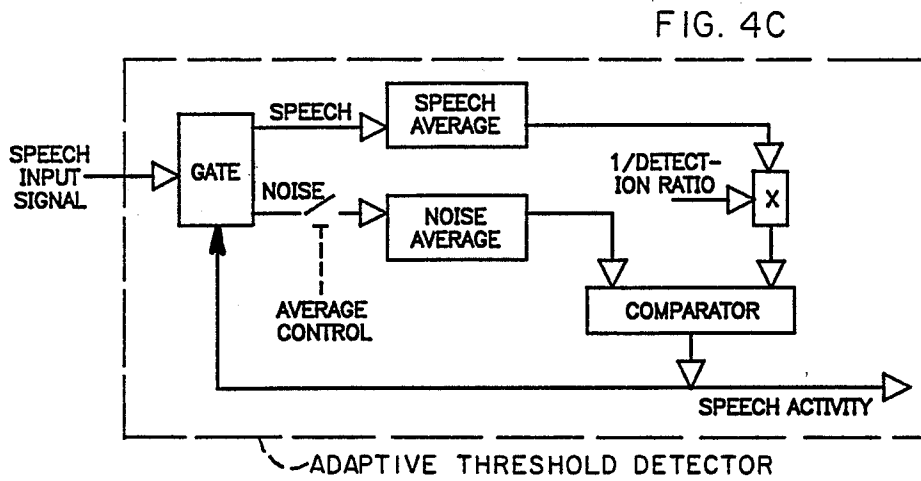 FIG. 4C
SPEECH
INPUT
SIGNAL
GATE
SPEECH
SPEECH
AVERAGE
NOISE
NOISE
AVERAGE
AVERAGE
CONTROL
1/DETECT-
ION RATIO
X
COMPARATOR
SPEECH ACTIVITY
ADAPTIVE THRESHOLD DETECTOR